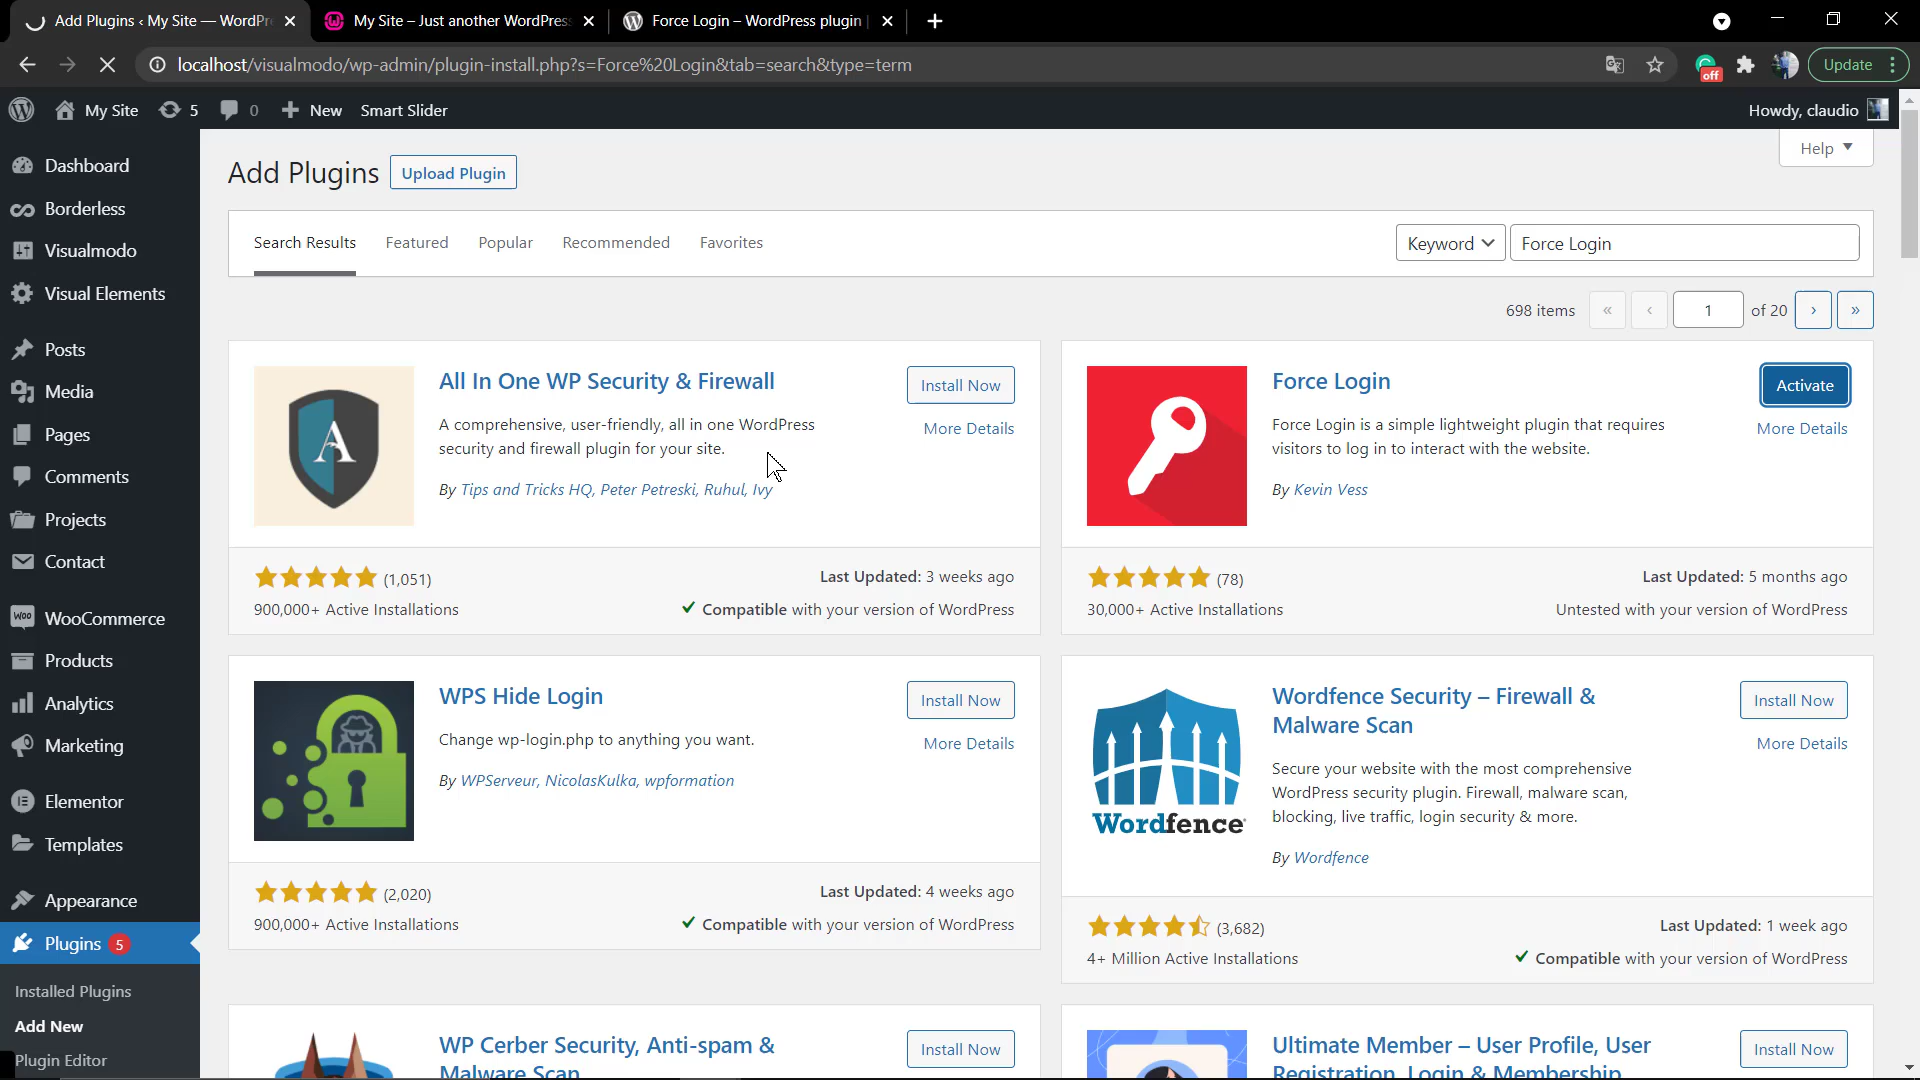 Add Plugins ‹ My Site — WordPr
My Site – Just another WordPress
Force Login – WordPress plugin
localhost/visualmodo/wp-admin/plugin-install.php?s=Force%20Login&tab=search&type=term
off
Update
My Site
5
0
New
Smart Slider
Howdy, claudio
Dashboard
Borderless
Visualmodo
Visual Elements
Posts
Media
Pages
Comments
Projects
Contact
Woo WooCommerce
Products
Analytics
Marketing
Elementor
Templates
Appearance
Plugins 5
Installed Plugins
Add New
Plugin Editor
Help
Add Plugins
Upload Plugin
Search Results
Featured
Popular
Recommended
Favorites
Keyword
Force Login
698 items « ‹ 1 of 20 › »
All In One WP Security & Firewall
Install Now
A comprehensive, user-friendly, all in one WordPress
More Details
security and firewall plugin for your site.
By Tips and Tricks HQ, Peter Petreski, Ruhul, Ivy
(1,051)
Last Updated: 3 weeks ago
900,000+ Active Installations
Compatible with your version of WordPress
Force Login
Activate
Force Login is a simple lightweight plugin that requires
More Details
visitors to log in to interact with the website.
By Kevin Vess
(78)
Last Updated: 5 months ago
30,000+ Active Installations
Untested with your version of WordPress
WPS Hide Login
Install Now
Change wp-login.php to anything you want.
More Details
By WPServeur, NicolasKulka, wpformation
(2,020)
Last Updated: 4 weeks ago
900,000+ Active Installations
Compatible with your version of WordPress
Wordfence
Wordfence Security – Firewall &
Malware Scan
Install Now
More Details
Secure your website with the most comprehensive
WordPress security plugin. Firewall, malware scan,
blocking, live traffic, login security & more.
By Wordfence
(3,682)
Last Updated: 1 week ago
4+ Million Active Installations
Compatible with your version of WordPress
WP Cerber Security, Anti-spam &
Malware Scan
Install Now
Ultimate Member – User Profile, User
Registration, Login & Membership
Install Now